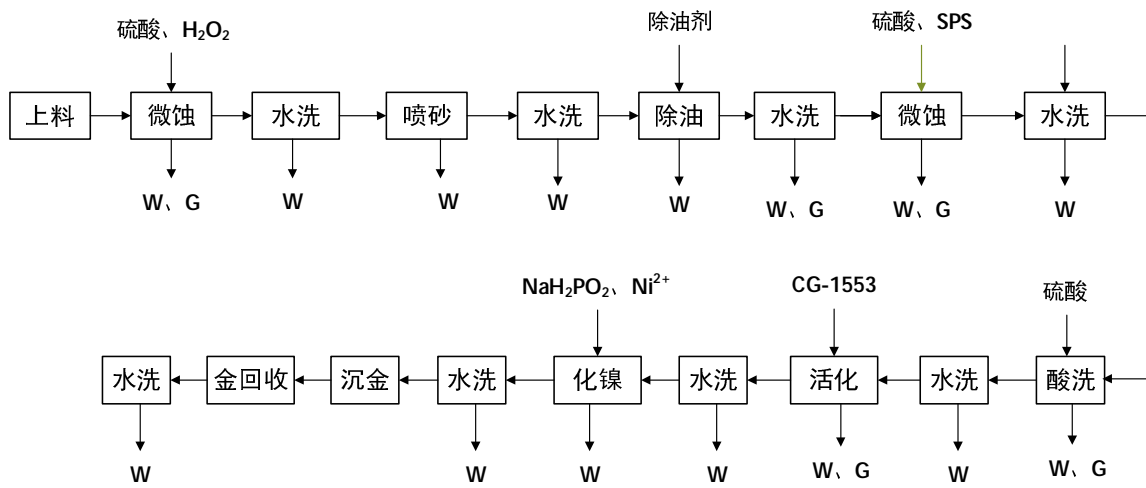 硫酸、H₂O₂
除油剂
硫酸、SPS
上料
微蚀
水洗
喷砂
水洗
除油
水洗
微蚀
水洗
W、G
W
W
W
W
W、G
W、G
W
NaH₂PO₂、Ni²⁺
CG-1553
硫酸
水洗
金回收
沉金
水洗
化镍
水洗
活化
水洗
酸洗
W
W
W
W
W、G
W
W、G